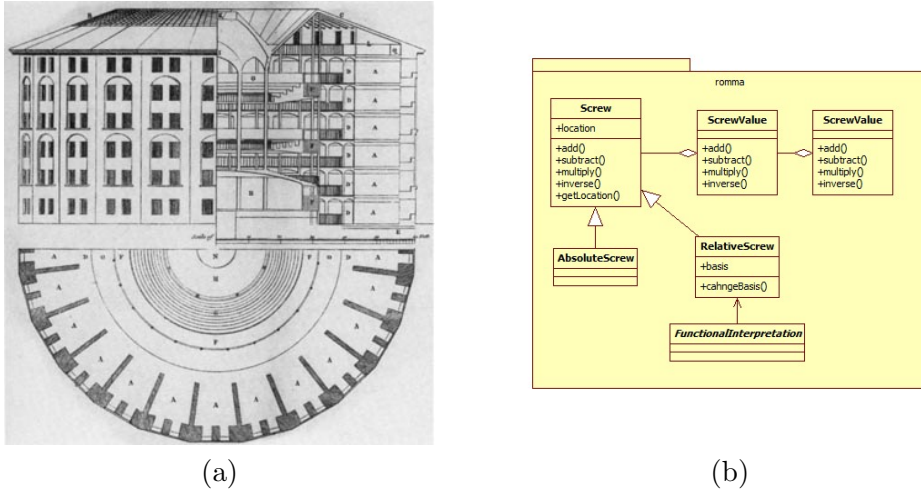 romma
Screw
+location
+add()
+subtract()
+multiply()
+inverse()
+getLocation()
ScrewValue
+add()
+subtract()
+multiply()
+inverse()
ScrewValue
+add()
+subtract()
+multiply()
+inverse()
AbsoluteScrew
RelativeScrew
+basis
+cahngeBasis()
FunctionalInterpretation
(a)
(b)